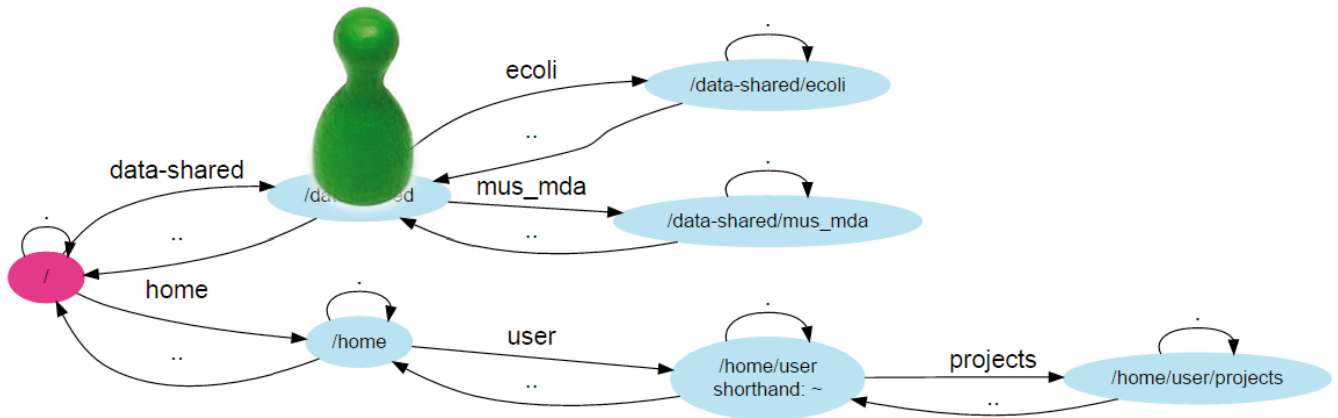 .
ecoli
/data-shared/ecoli
..
data-shared
.
mus_mda
/data-shared/mus_mda
..
.
..
/
home
.
/home
..
user
.
/home/user
shorthand: ~
..
projects
.
/home/user/projects
..